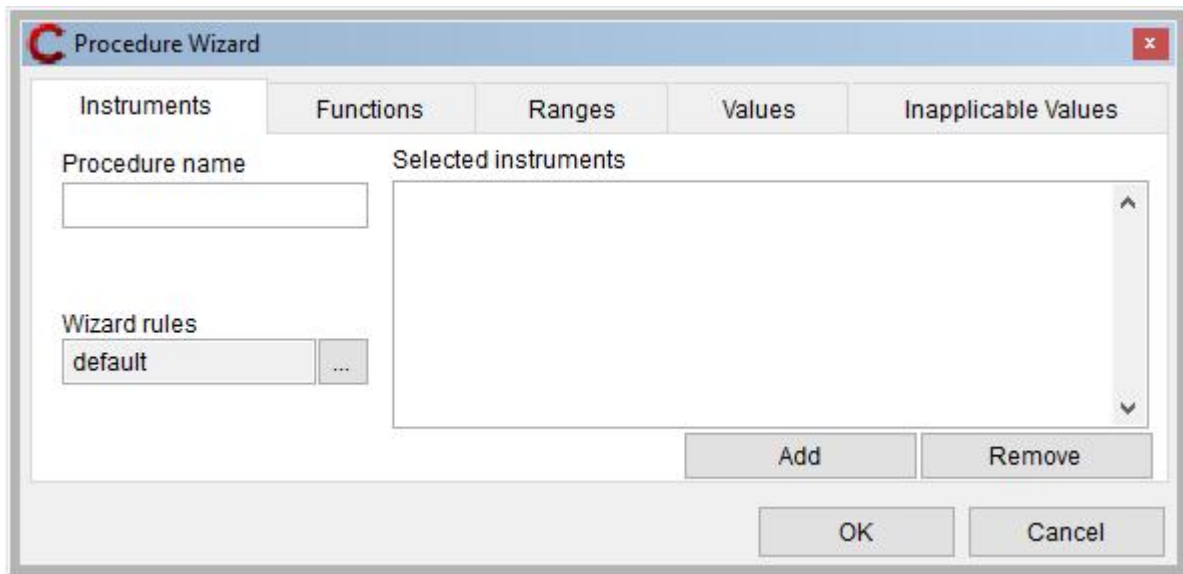 Procedure Wizard
x
Instruments Functions Ranges Values Inapplicable Values
Procedure name
Selected instruments
Wizard rules
default
...
Add Remove
OK Cancel